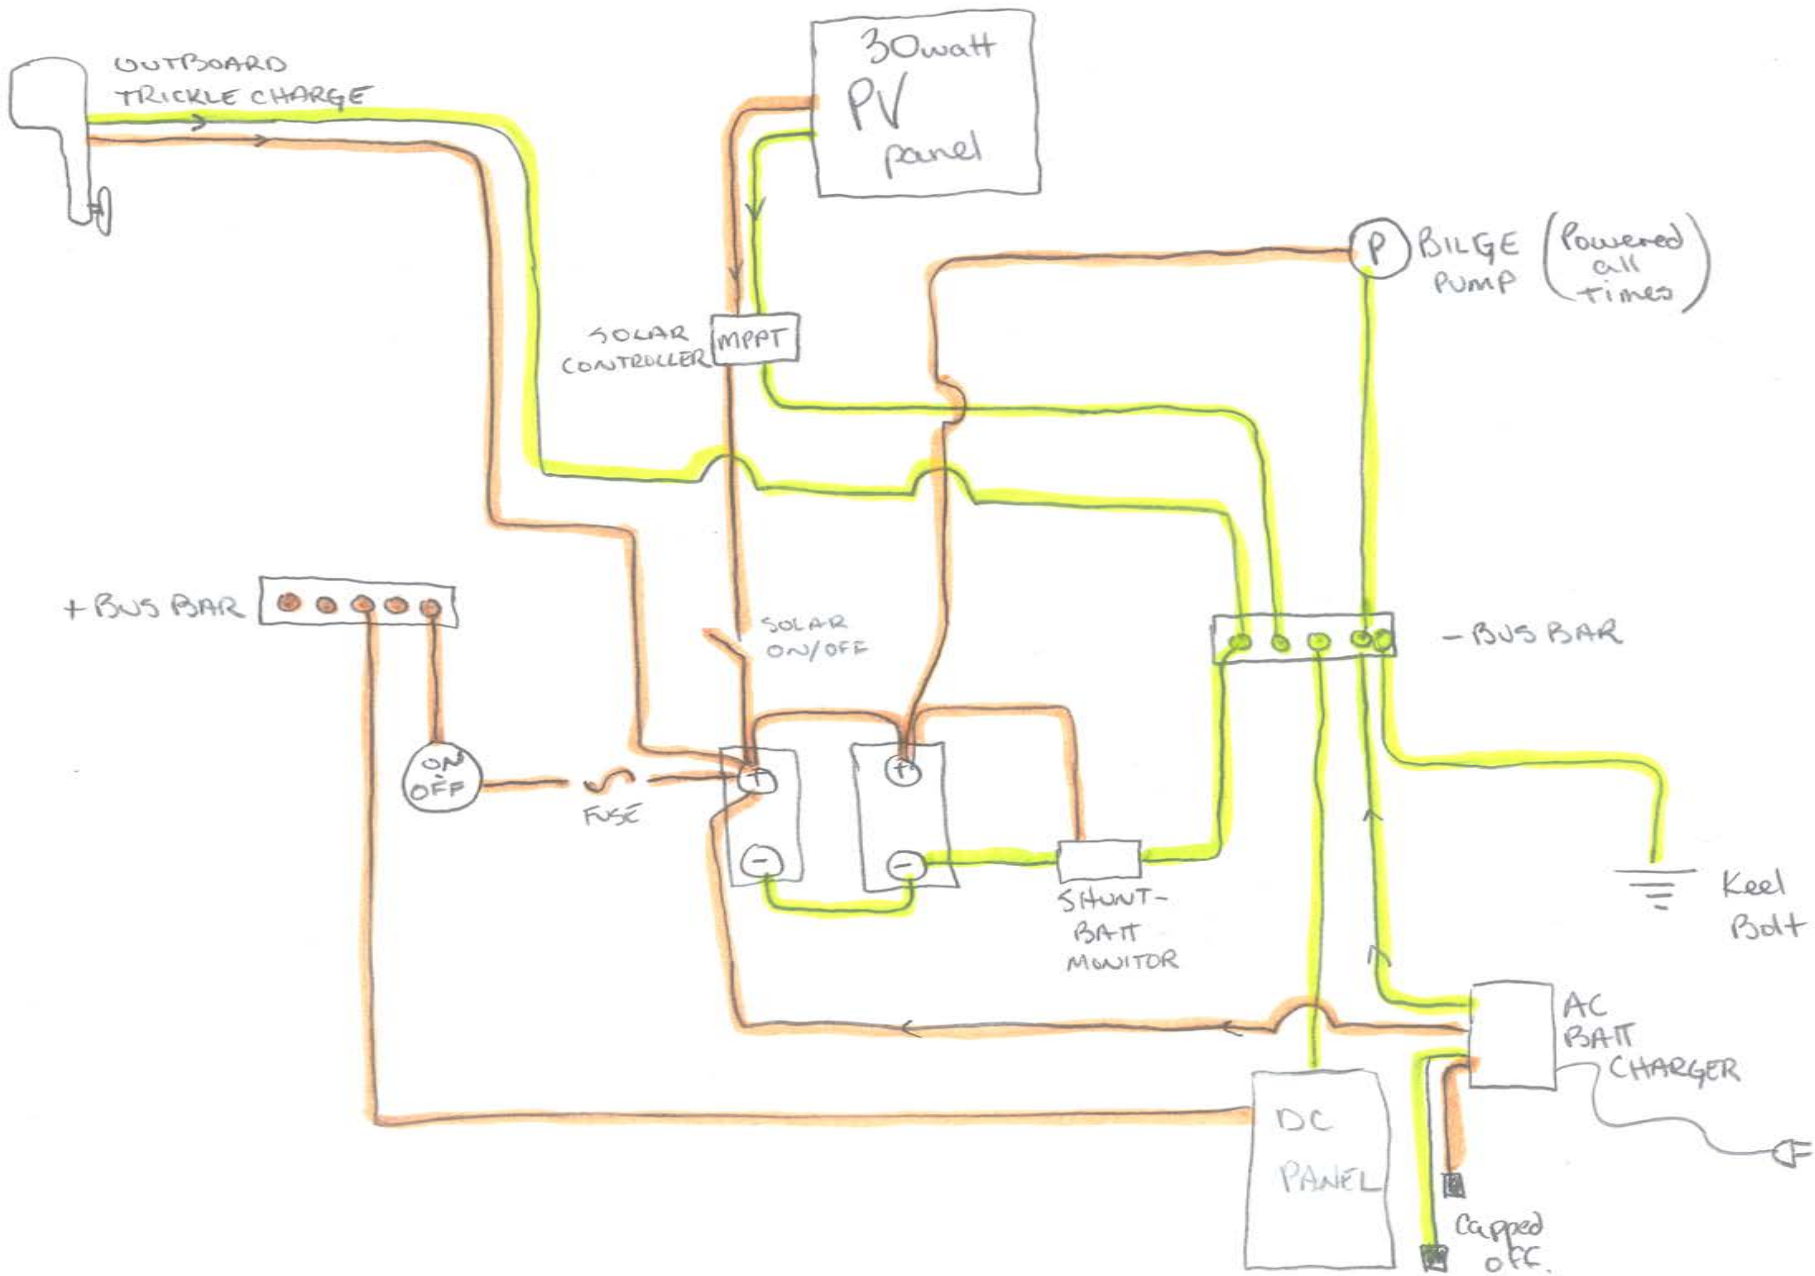 OUTBOARD
TRICKLE CHARGE
30watt
PV
panel
P
BILGE
PUMP
(Powered
all
times)
SOLAR
CONTROLLER
MPPT
+ BUS BAR
SOLAR
ON/OFF
- BUS BAR
ON
OFF
FUSE
+
+
-
-
SHUNT-
BATT
MONITOR
Keel
Bolt
AC
BATT
CHARGER
DC
PANEL
Capped
off.